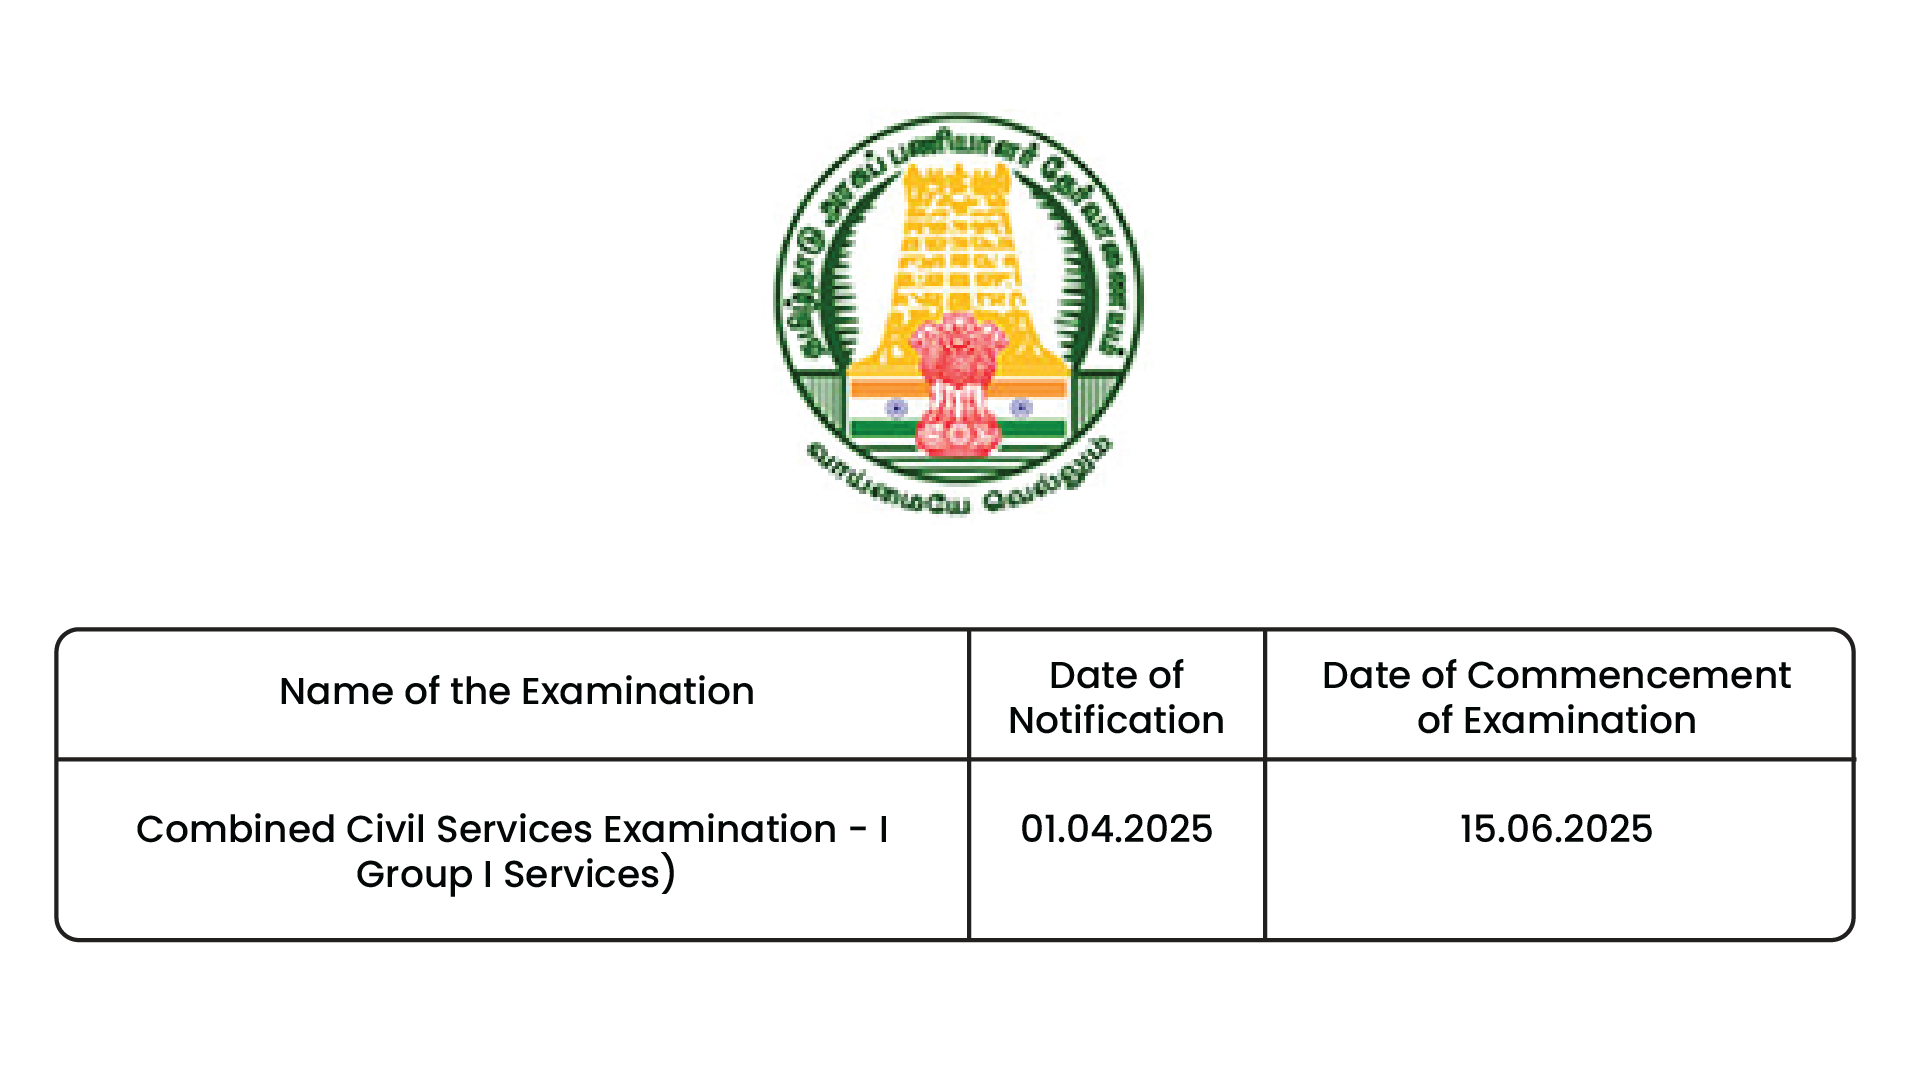 தமிழ்நாடு அரசுப் பணியாளர் தேர்வாணையம்
வாய்மையே வெல்லும்
Name of the Examination
Date of
Notification
Date of Commencement
of Examination
Combined Civil Services Examination - I
Group I Services)
01.04.2025
15.06.2025